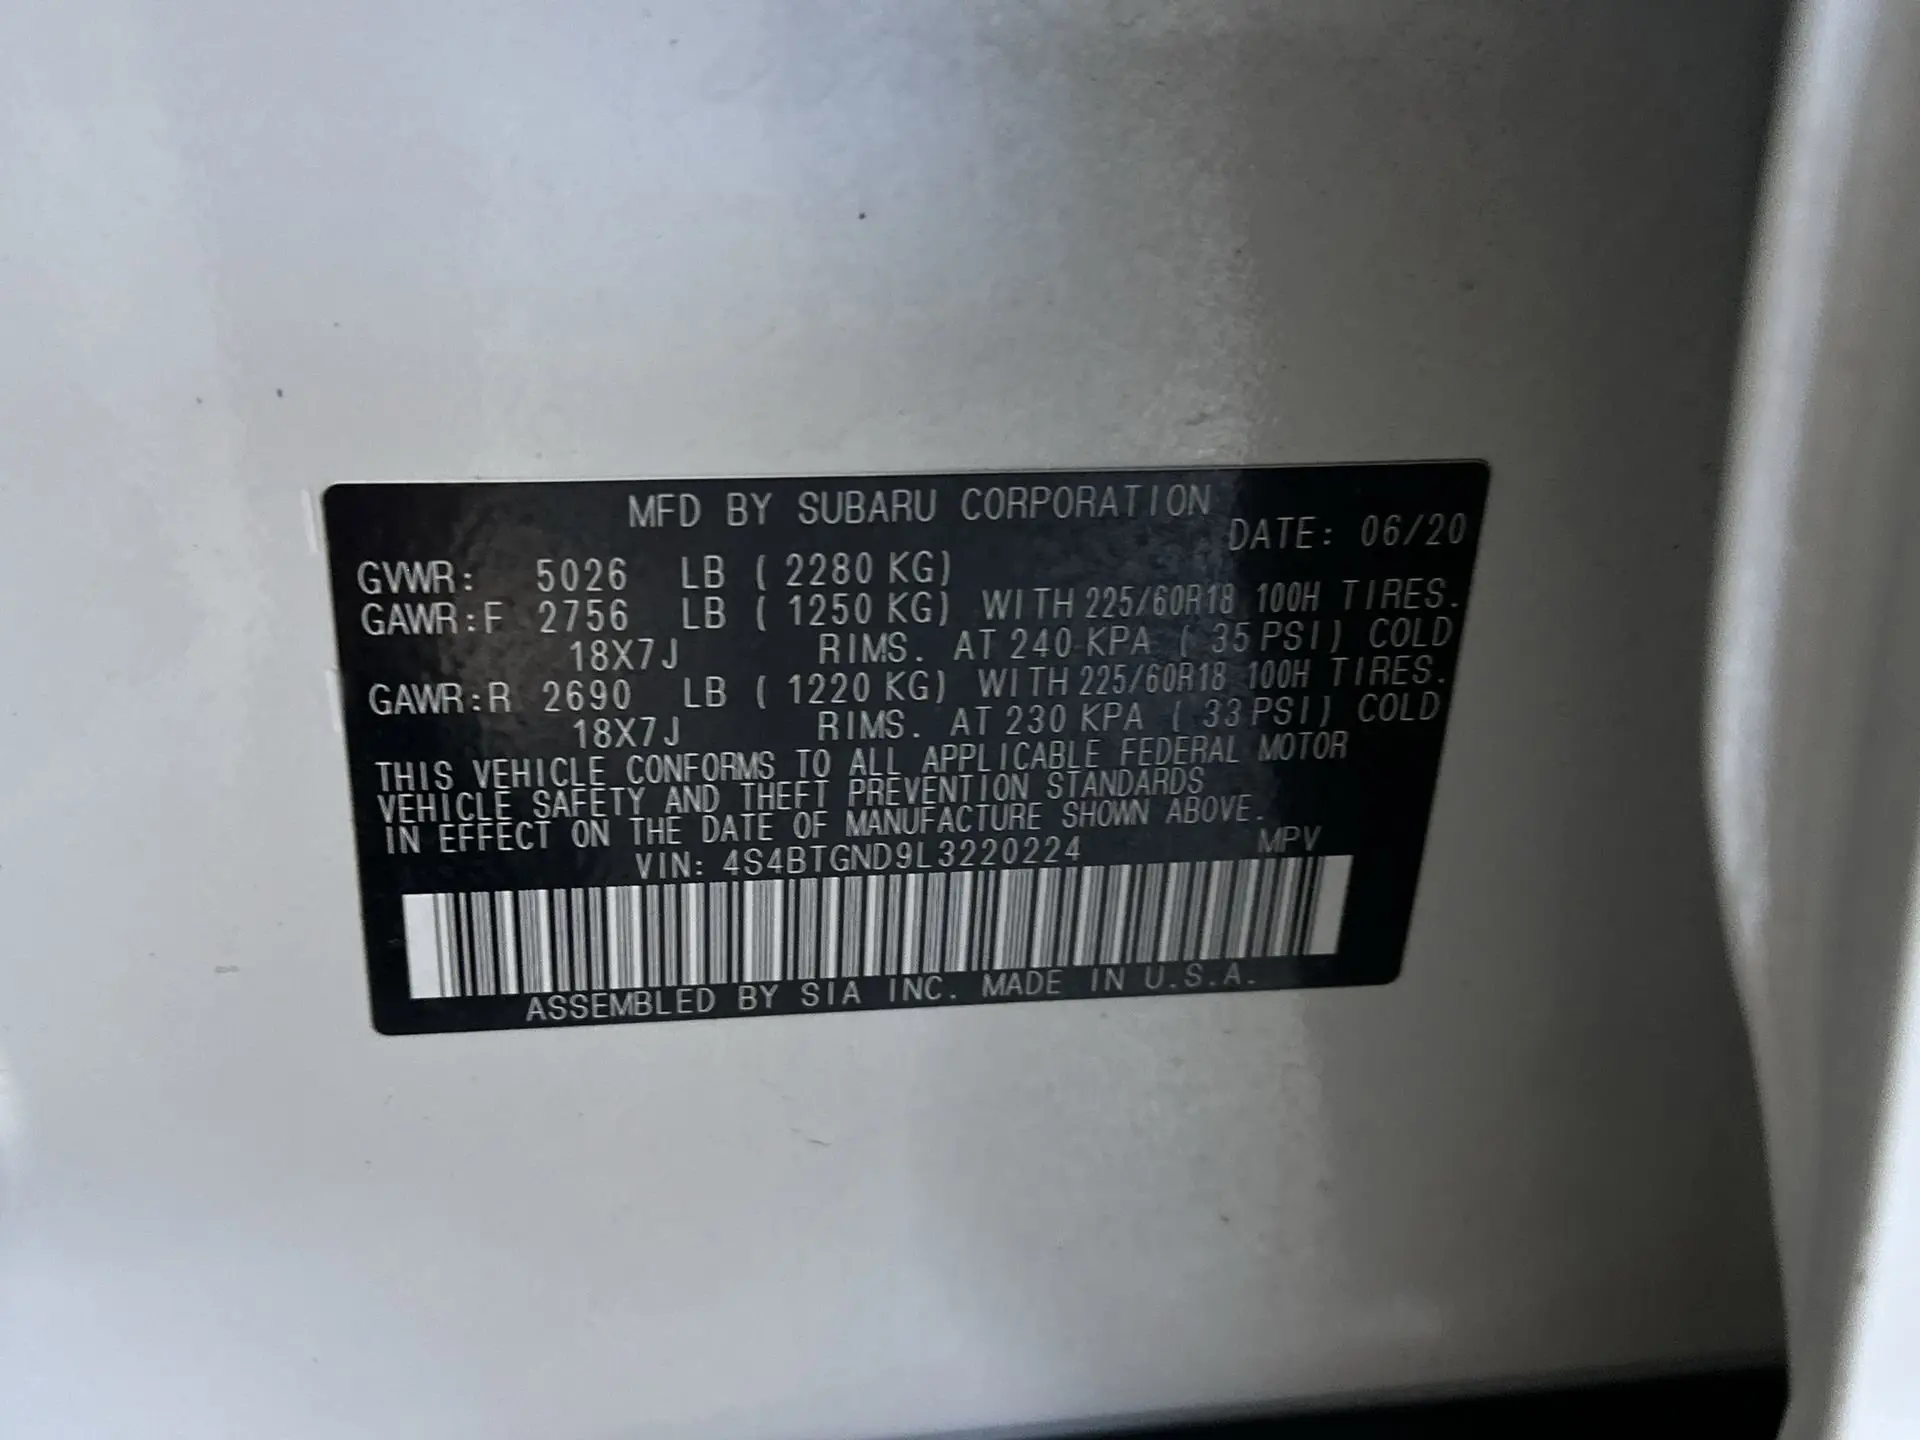 MFD BY SUBARU CORPORATION
DATE: 06/20
GVWR: 5026 LB ( 2280 KG)
GAWR:F 2756 LB ( 1250 KG) WITH 225/60R18 100H TIRES.
18X7J RIMS. AT 240 KPA ( 35 PSI) COLD
GAWR:R 2690 LB ( 1220 KG) WITH 225/60R18 100H TIRES.
18X7J RIMS. AT 230 KPA ( 33 PSI) COLD
THIS VEHICLE CONFORMS TO ALL APPLICABLE FEDERAL MOTOR
VEHICLE SAFETY AND THEFT PREVENTION STANDARDS
IN EFFECT ON THE DATE OF MANUFACTURE SHOWN ABOVE.
VIN: 4S4BTGND9L3220224 MPV
ASSEMBLED BY SIA INC. MADE IN U.S.A.